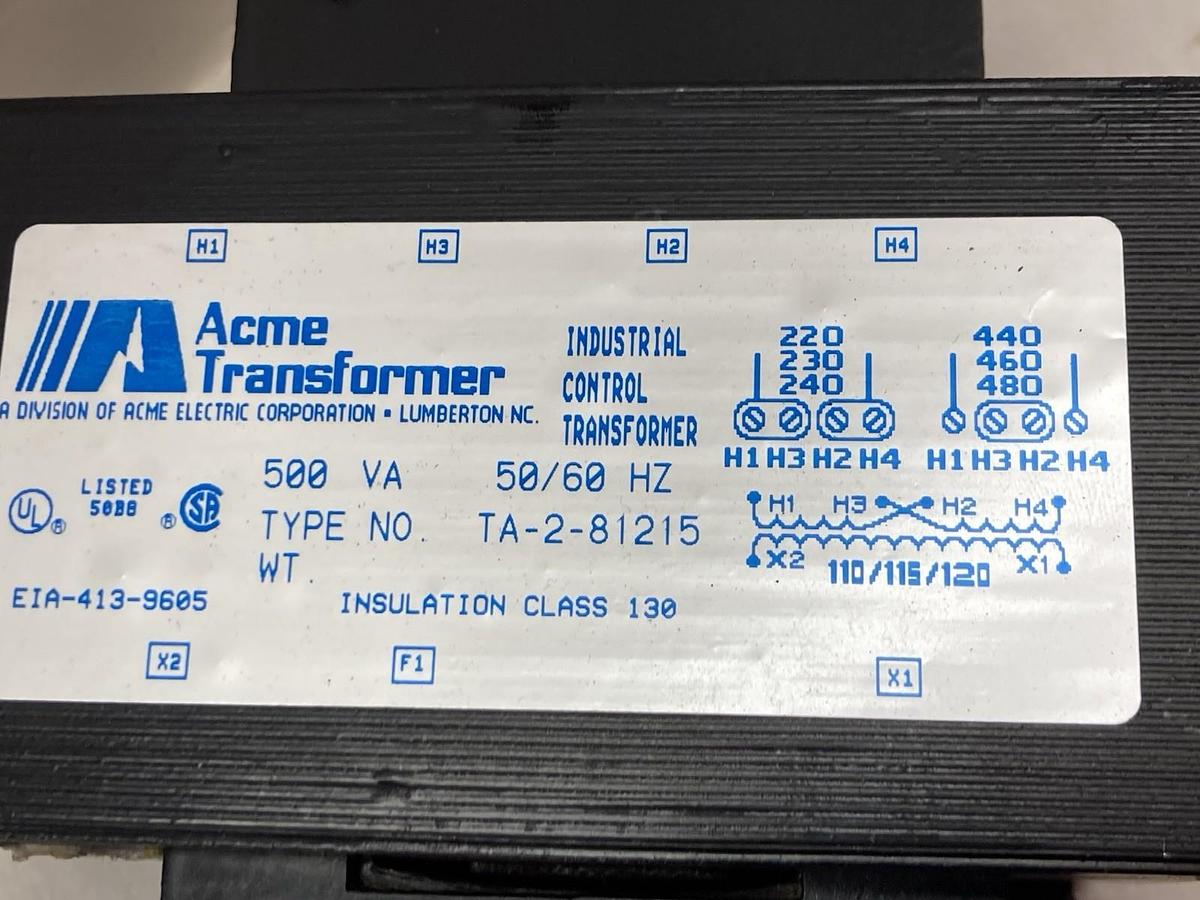 H1 H3 H2 H4
Acme
Transformer
A DIVISION OF ACME ELECTRIC CORPORATION • LUMBERTON NC.
INDUSTRIAL
CONTROL
TRANSFORMER
220
230
240
H1 H3 H2 H4
440
460
480
H1 H3 H2 H4
UL ®
LISTED
50B8
® SA
500 VA 50/60 HZ
TYPE NO. TA-2-81215
WT.
H1 H3 H2 H4
X2 110/115/120 X1
EIA-413-9605
INSULATION CLASS 130
X2 F1 X1